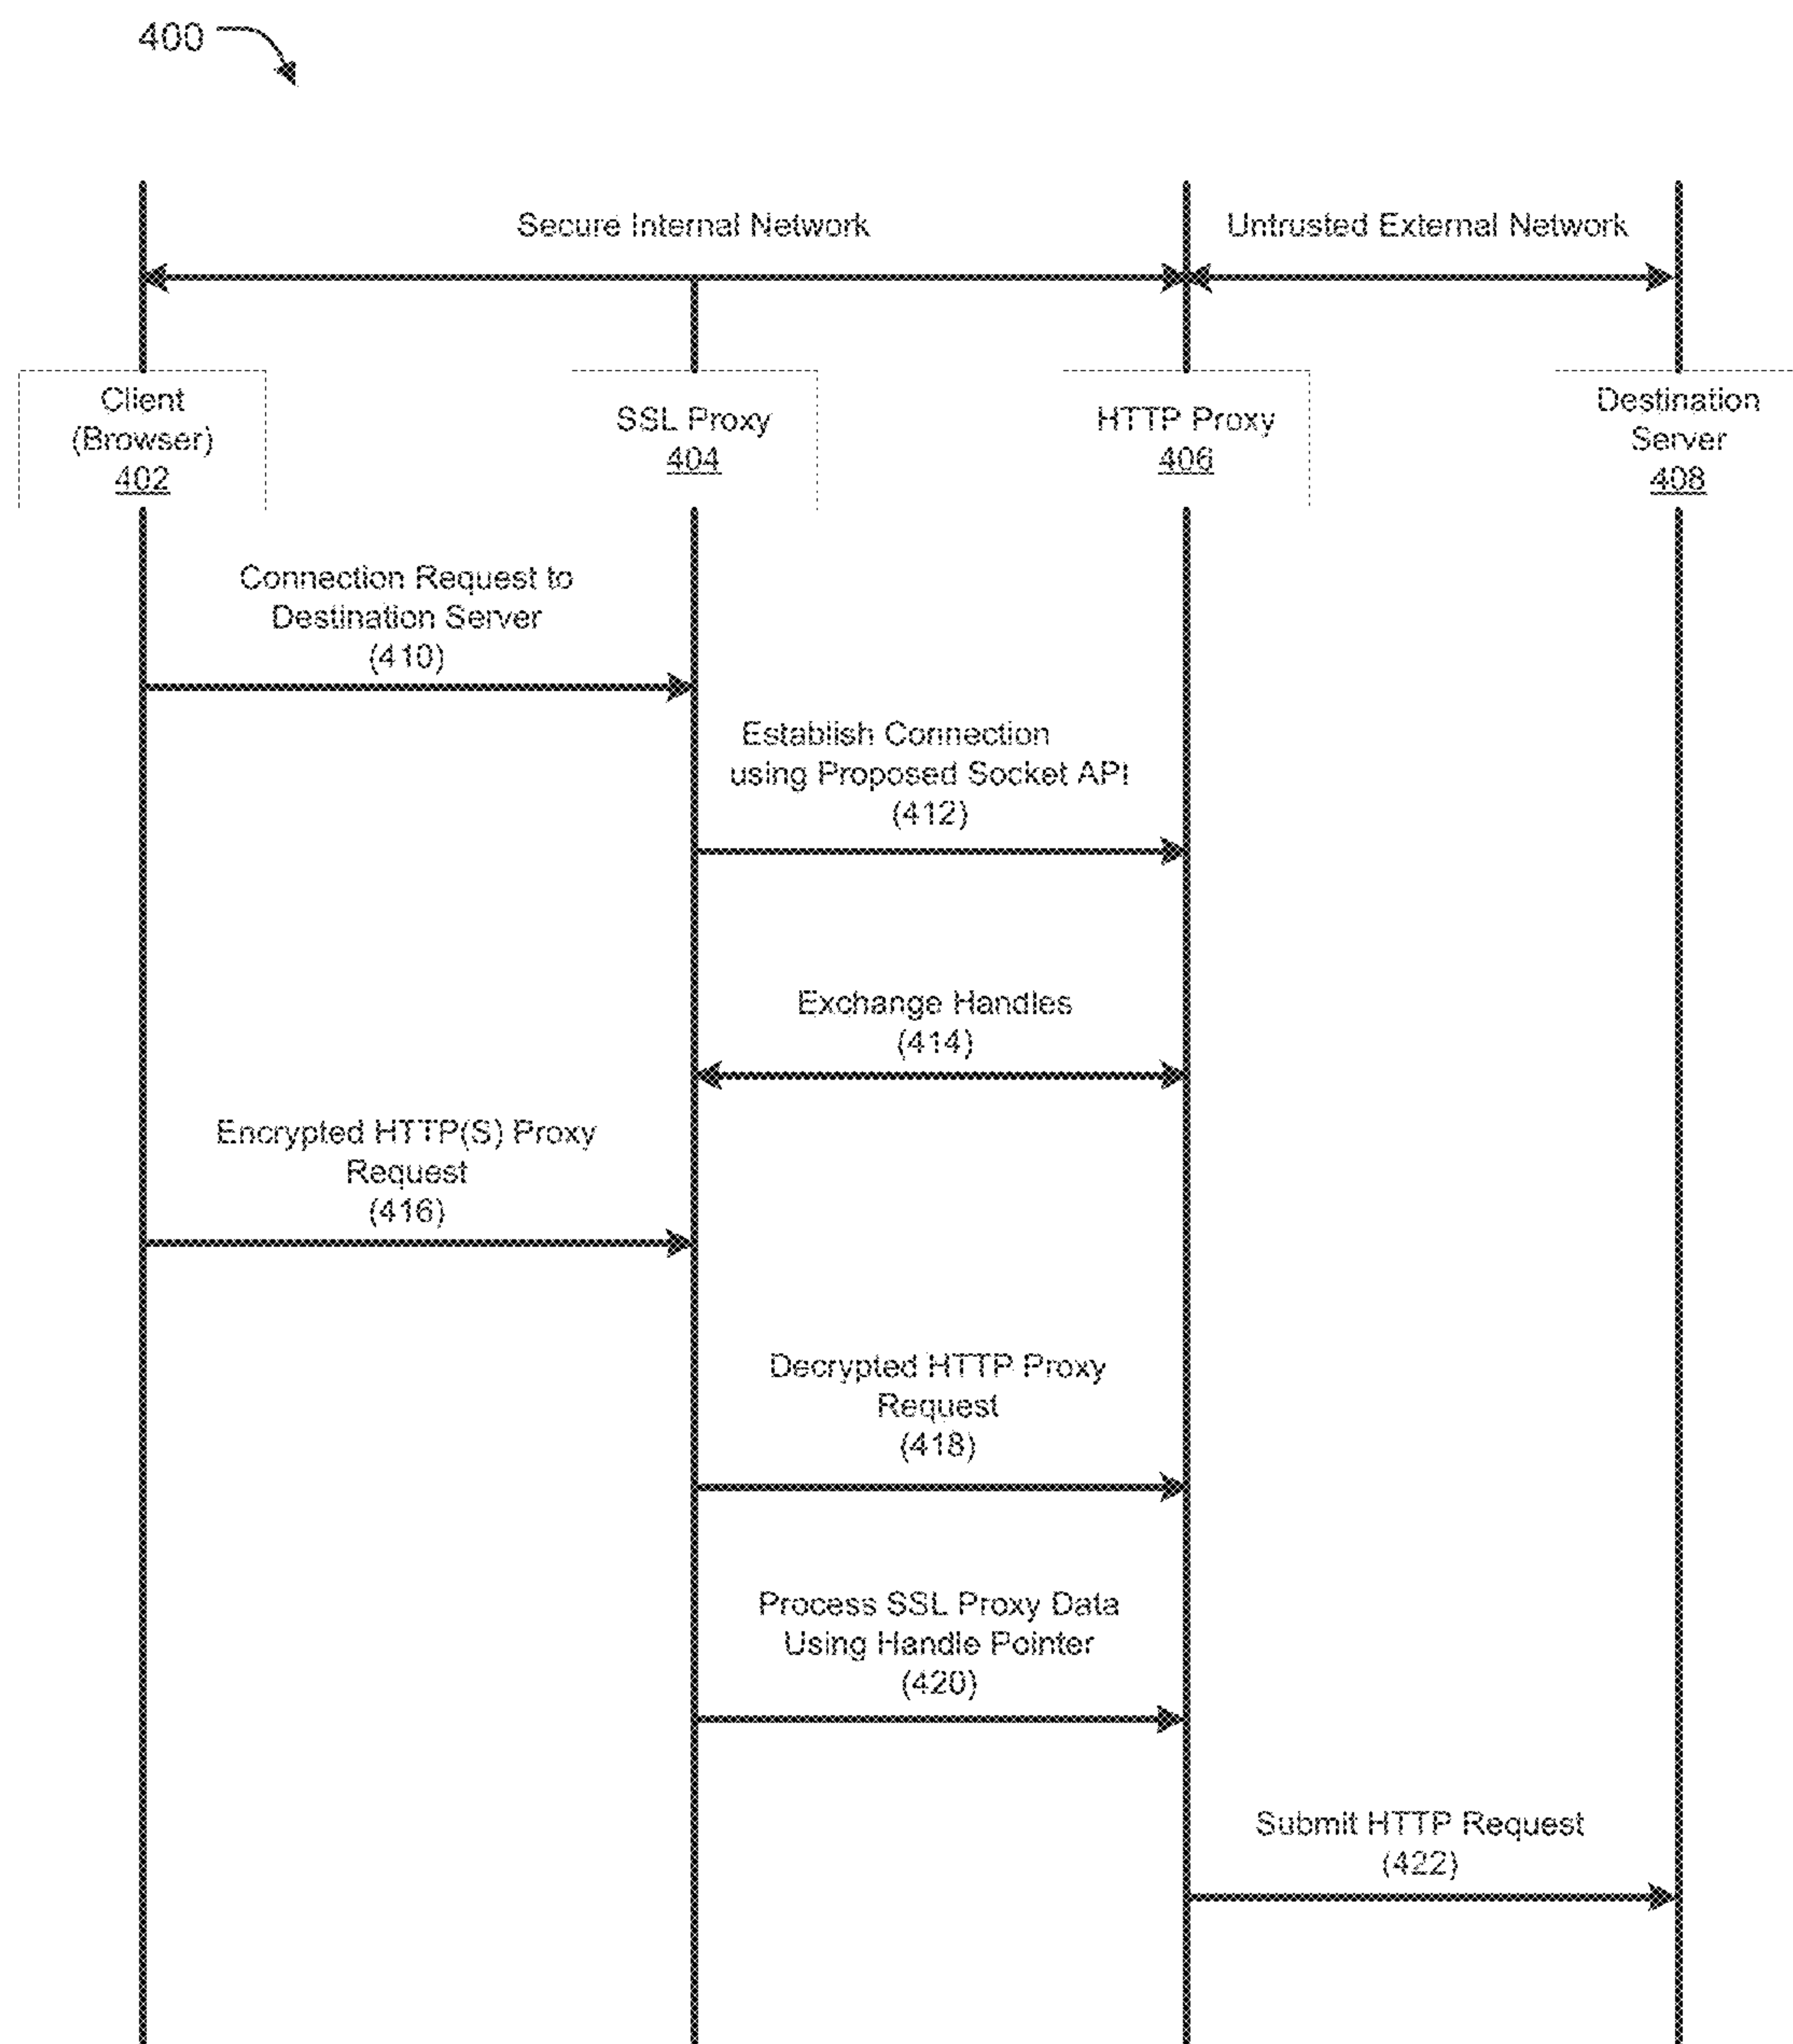 400
Secure Internal Network
Untrusted External Network
Client
(Browser)
402
SSL Proxy
404
HTTP Proxy
406
Destination
Server
408
Connection Request to
Destination Server
(410)
Establish Connection
using Proposed Socket API
(412)
Exchange Handles
(414)
Encrypted HTTP(S) Proxy
Request
(416)
Decrypted HTTP Proxy
Request
(418)
Process SSL Proxy Data
Using Handle Pointer
(420)
Submit HTTP Request
(422)